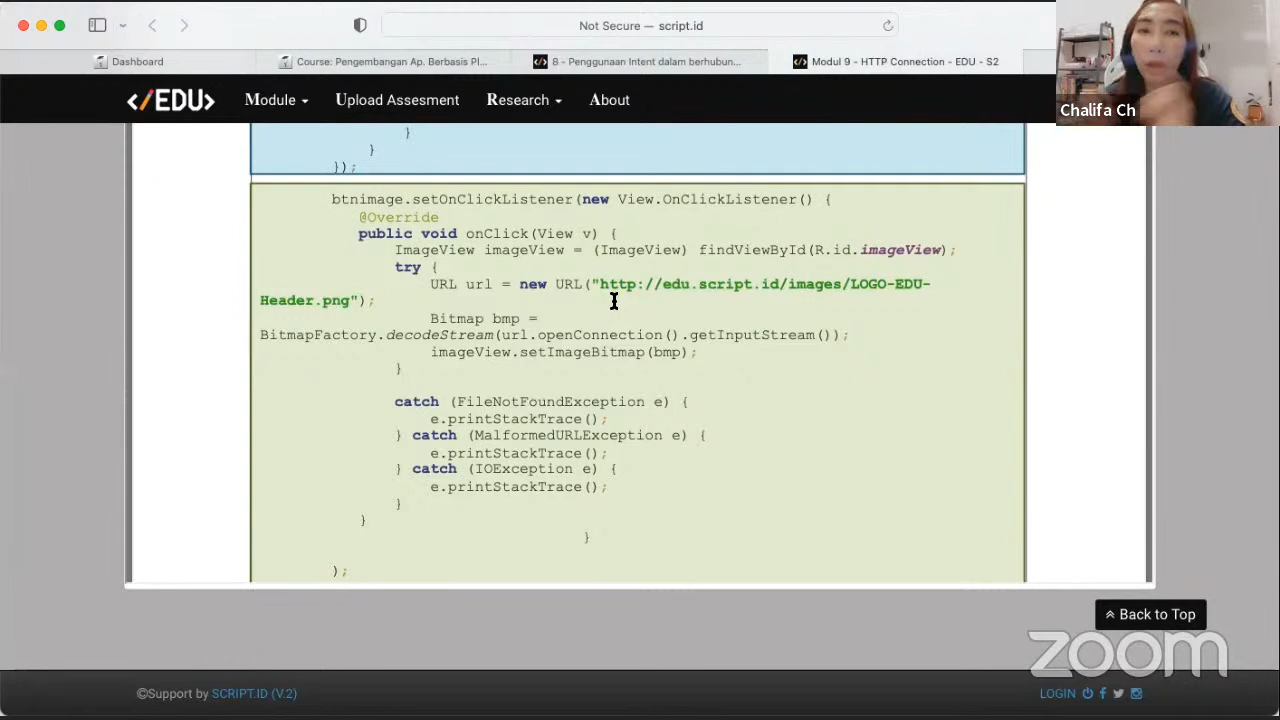 Not Secure — script.id
Dashboard
Course: Pengembangan Ap. Berbasis Pl...
8 - Penggunaan Intent dalam berhubun...
Modul 9 - HTTP Connection - EDU - S2
</EDU>
Module
Upload Assesment
Research
About
Chalifa Ch
}
}
});
btnimage.setOnClickListener(new View.OnClickListener() {
@Override
public void onClick(View v) {
ImageView imageView = (ImageView) findViewById(R.id.imageView);
try {
URL url = new URL("http://edu.script.id/images/LOGO-EDU-
Header.png");
Bitmap bmp =
BitmapFactory.decodeStream(url.openConnection().getInputStream());
imageView.setImageBitmap(bmp);
}
catch (FileNotFoundException e) {
e.printStackTrace();
} catch (MalformedURLException e) {
e.printStackTrace();
} catch (IOException e) {
e.printStackTrace();
}
}
}
);
Back to Top
zoom
©Support by SCRIPT.ID (V.2)
LOGIN